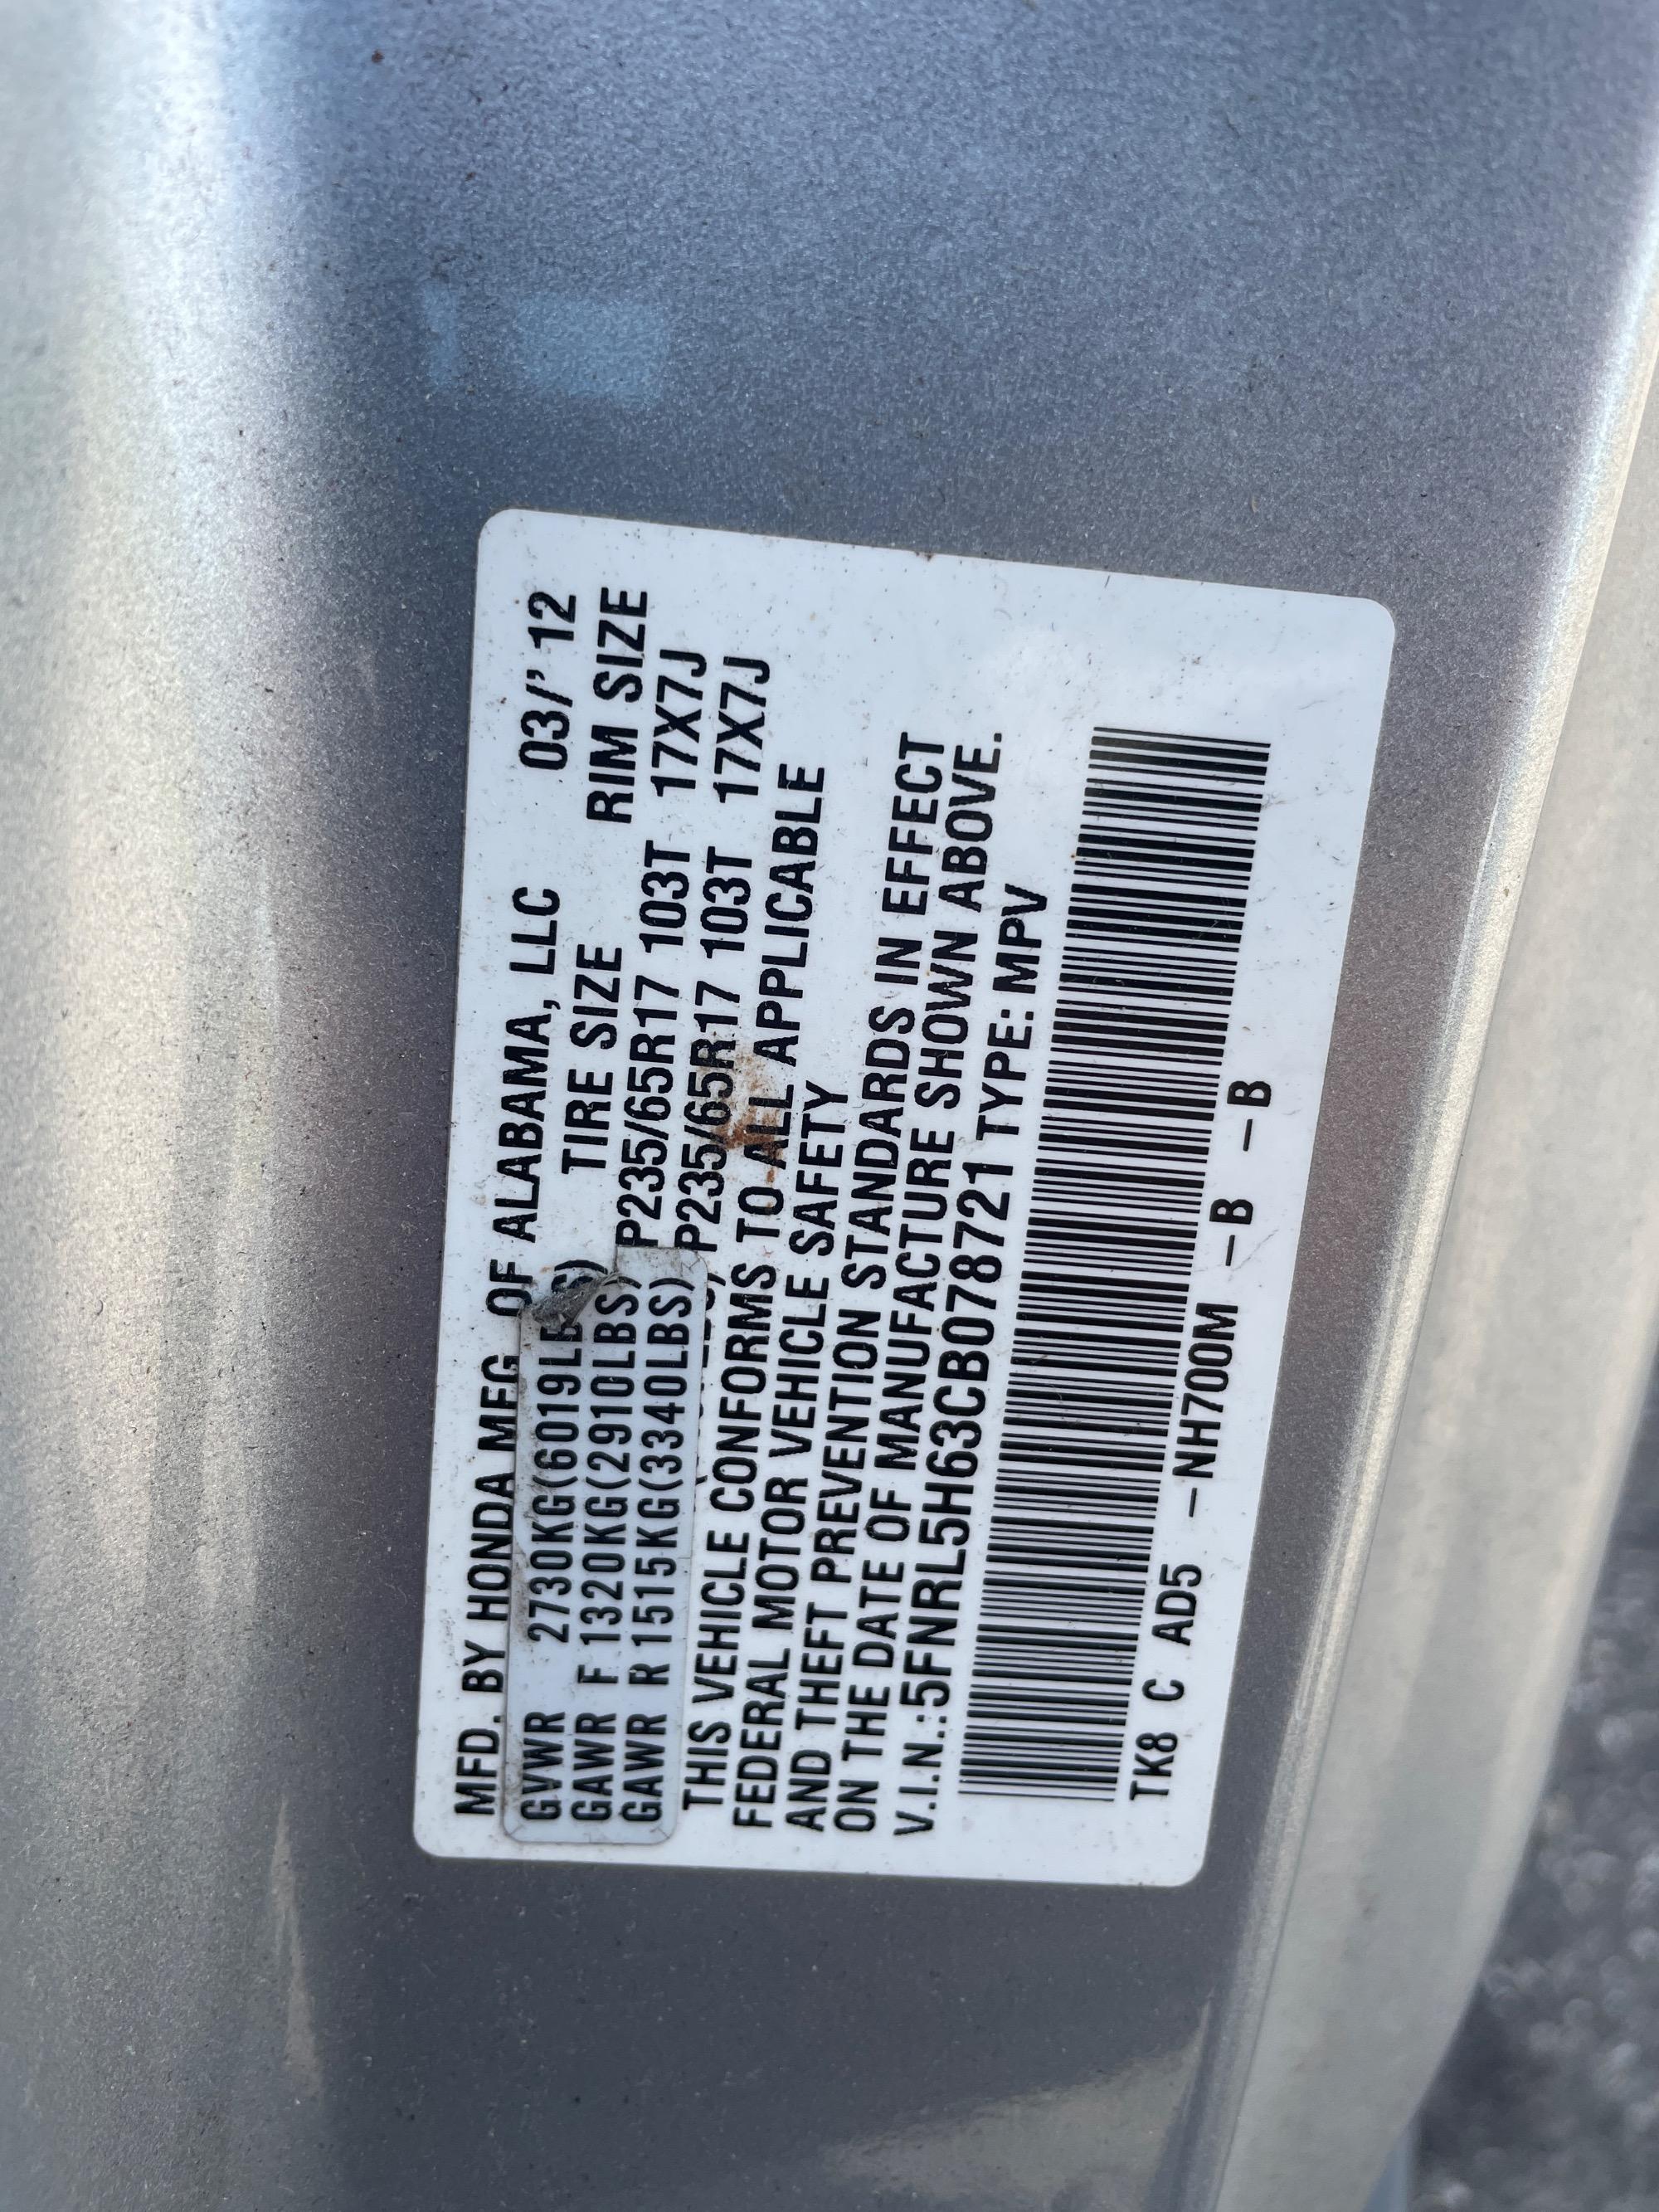 MFD. BY HONDA MFG. OF ALABAMA, LLC 03/'12
TIRE SIZE RIM SIZE
GVWR 2730KG(6019LBS)
GAWR F 1320KG(2910LBS) P235/65R17 103T 17X7J
GAWR R 1515KG(3340LBS) P235/65R17 103T 17X7J
THIS VEHICLE CONFORMS TO ALL APPLICABLE
FEDERAL MOTOR VEHICLE SAFETY
AND THEFT PREVENTION STANDARDS IN EFFECT
ON THE DATE OF MANUFACTURE SHOWN ABOVE.
V.I.N.:5FNRL5H63CB078721 TYPE: MPV
TK8 C AD5 –NH700M –B –B